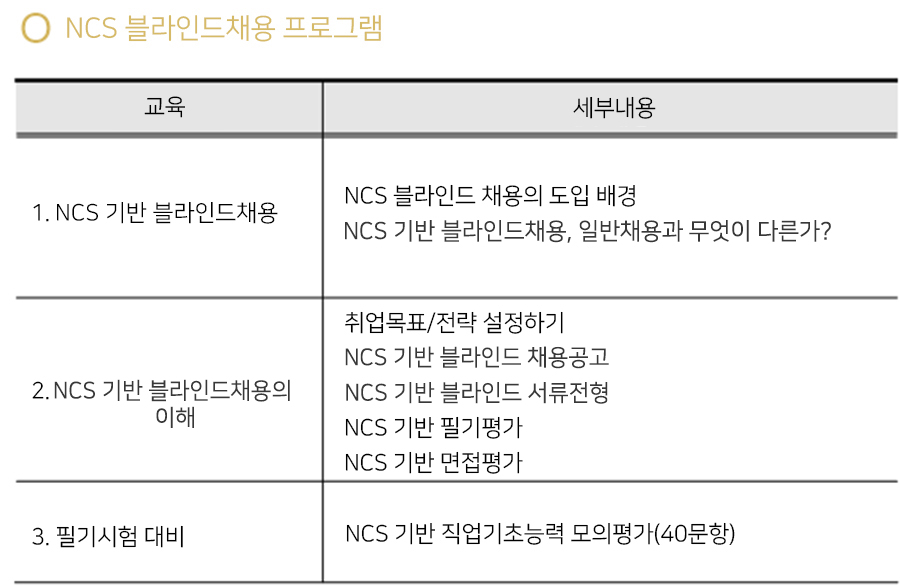 NCS 블라인드채용 프로그램
교육
세부내용
1. NCS 기반 블라인드채용
NCS 블라인드 채용의 도입 배경
NCS 기반 블라인드채용, 일반채용과 무엇이 다른가?
2. NCS 기반 블라인드채용의
이해
취업목표/전략 설정하기
NCS 기반 블라인드 채용공고
NCS 기반 블라인드 서류전형
NCS 기반 필기평가
NCS 기반 면접평가
3. 필기시험 대비
NCS 기반 직업기초능력 모의평가(40문항)